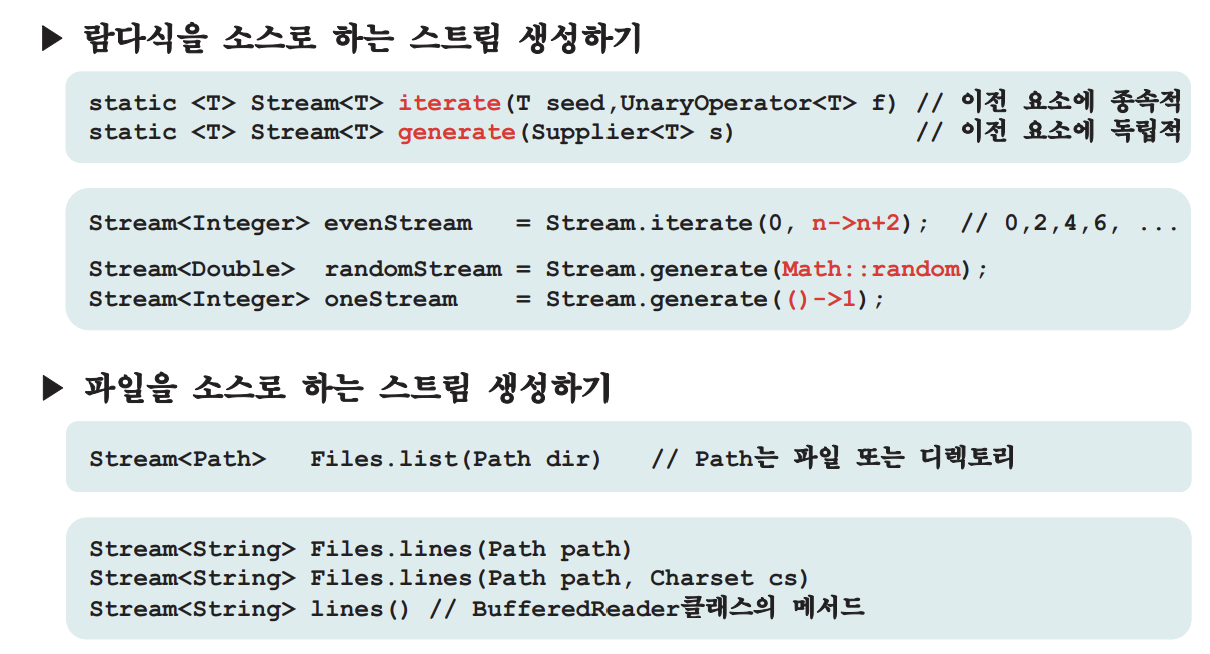 ▶ 람다식을 소스로 하는 스트림 생성하기
static <T> Stream<T> iterate(T seed,UnaryOperator<T> f) // 이전 요소에 종속적
static <T> Stream<T> generate(Supplier<T> s) // 이전 요소에 독립적
Stream<Integer> evenStream = Stream.iterate(0, n->n+2); // 0,2,4,6, ...
Stream<Double> randomStream = Stream.generate(Math::random);
Stream<Integer> oneStream = Stream.generate(()->1);
▶ 파일을 소스로 하는 스트림 생성하기
Stream<Path> Files.list(Path dir) // Path는 파일 또는 디렉토리
Stream<String> Files.lines(Path path)
Stream<String> Files.lines(Path path, Charset cs)
Stream<String> lines() // BufferedReader클래스의 메서드